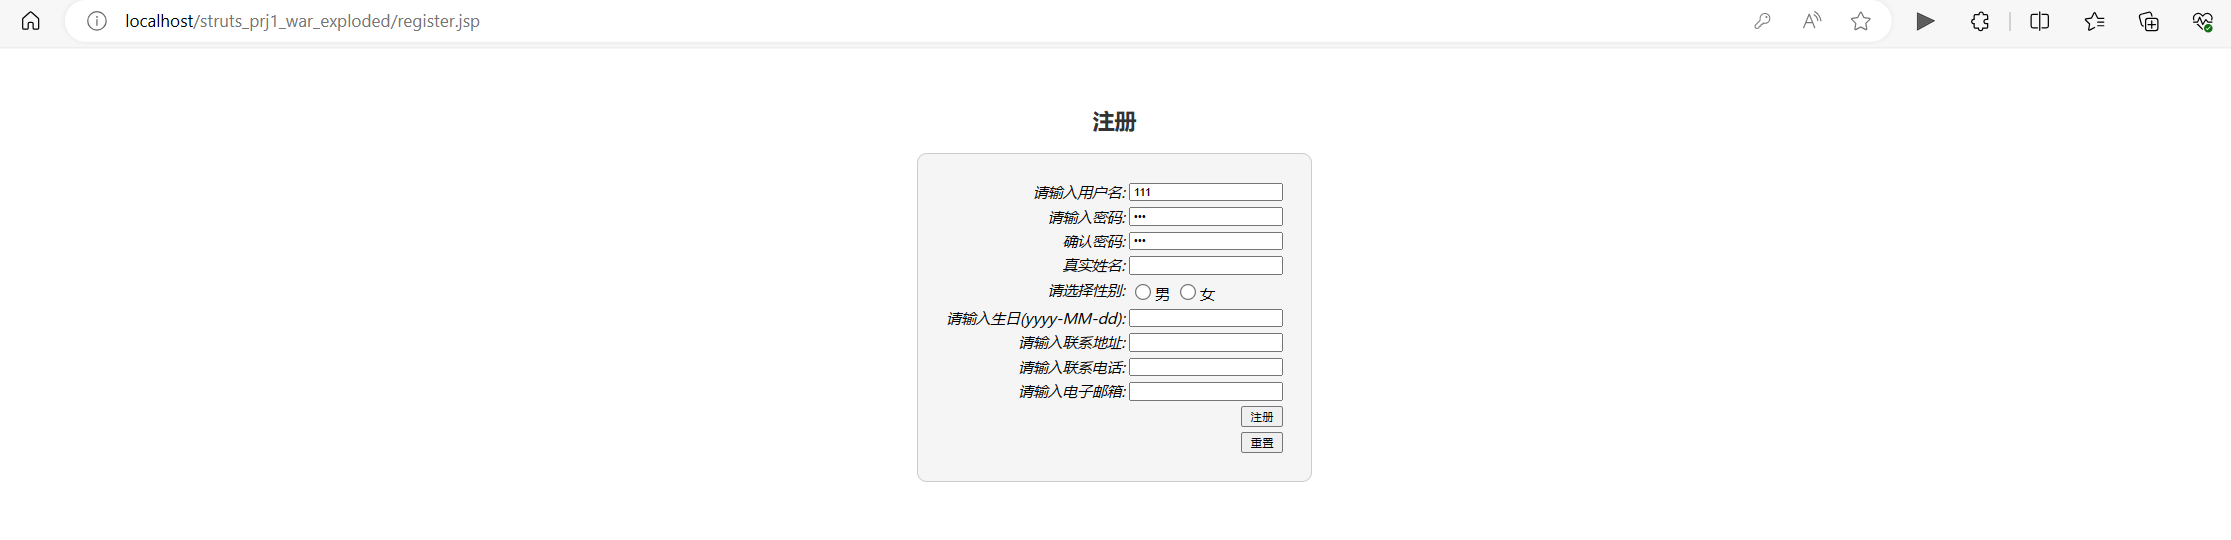 localhost/struts_prj1_war_exploded/register.jsp
注册
请输入用户名: 111
请输入密码: •••
确认密码: •••
真实姓名:
请选择性别: 男 女
请输入生日(yyyy-MM-dd):
请输入联系地址:
请输入联系电话:
请输入电子邮箱:
注册
重置